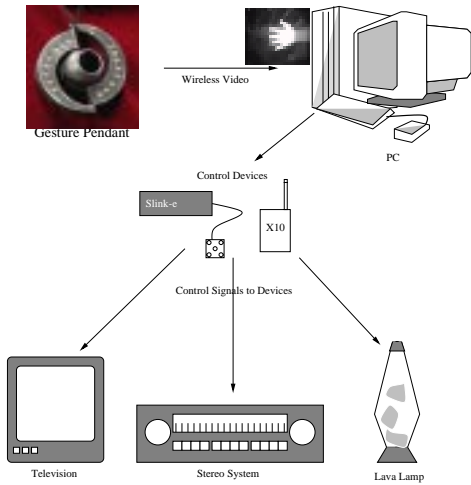 Wireless Video
Gesture Pendant
PC
Control Devices
Slink-e
X10
Control Signals to Devices
Television
Stereo System
Lava Lamp